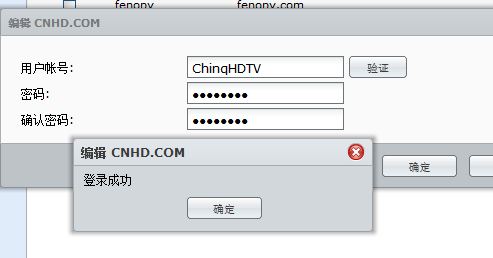 fenopy fenopy.com
编辑 CNHD.COM
用户帐号: ChinqHDTV 验证
密码: ●●●●●●●●
确认密码: ●●●●●●●●
编辑 CNHD.COM
登录成功
确定
确定